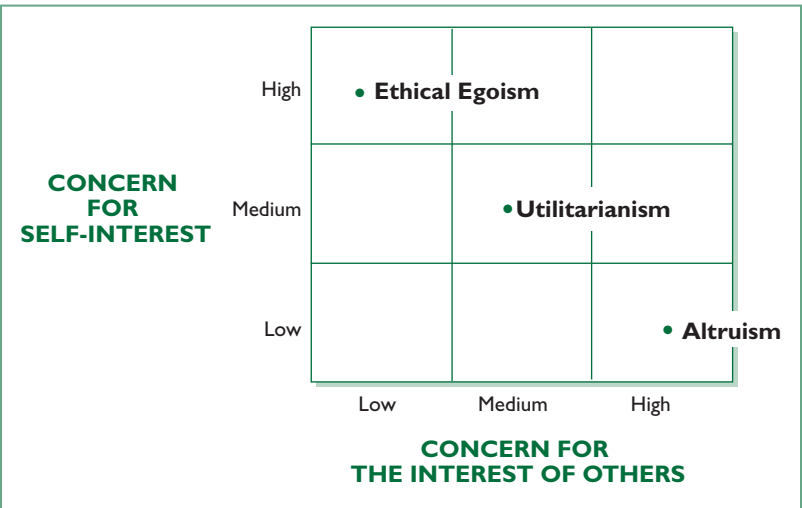 High
Ethical Egoism
CONCERN
FOR
SELF-INTEREST
Medium
Utilitarianism
Low
Altruism
Low
Medium
High
CONCERN FOR
THE INTEREST OF OTHERS